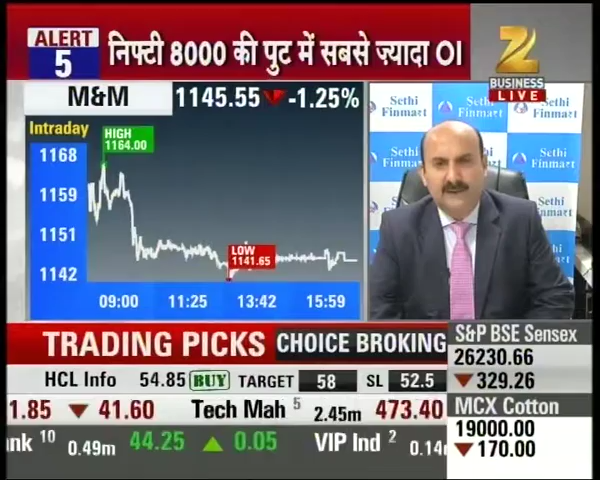 ALERT
5
निफ्टी 8000 की पुट में सबसे ज़्यादा OI
Z
BUSINESS
LIVE
M&M
1145.55 -1.25%
Intraday
HIGH
1164.00
1168
1159
1151
1142
LOW
1141.65
09:00 11:25 13:42 15:59
Sethi
Finmart
Sethi
Finmart
Sethi
Finmart
Sethi
Finmart
Sethi
Finmart
Sethi
Finmart
TRADING PICKS CHOICE BROKING
HCL Info 54.85 BUY TARGET 58 SL 52.5
1.85 41.60 Tech Mah 5 2.45m 473.40
nk 10 0.49m 44.25 0.05 VIP Ind 2 0.14
S&P BSE Sensex
26230.66
329.26
MCX Cotton
19000.00
170.00